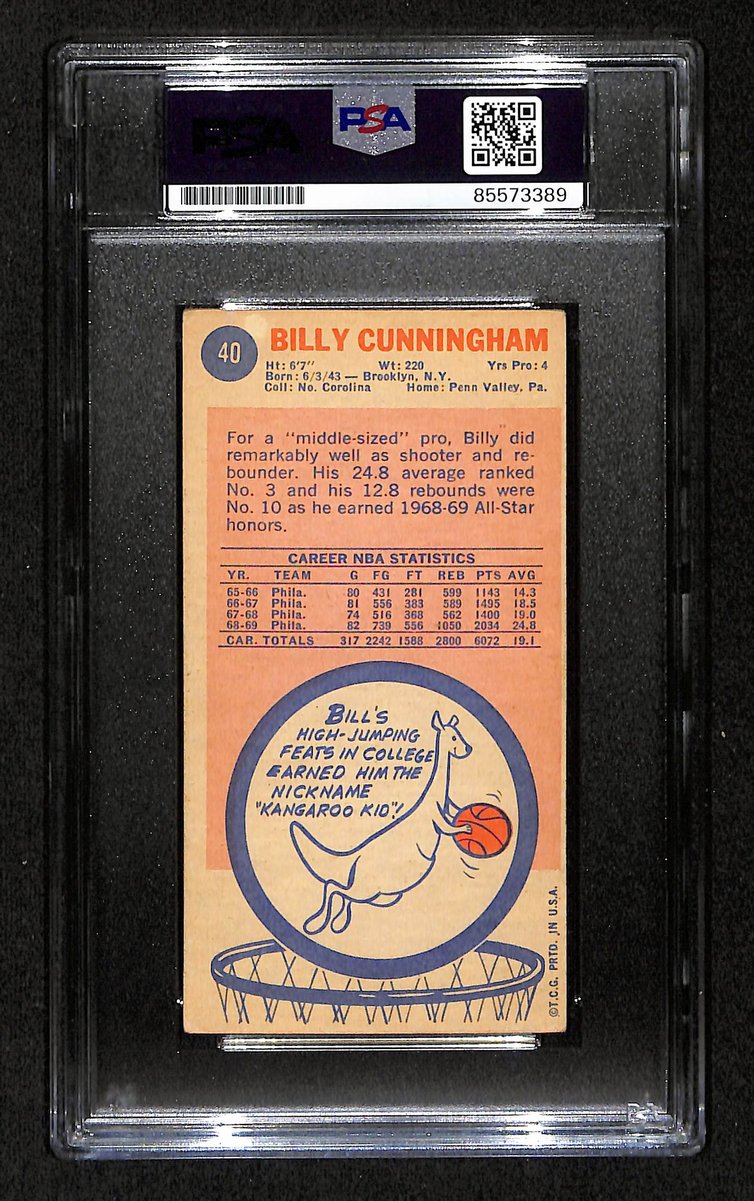 PSA
PSA
85573389
40
BILLY CUNNINGHAM
Ht: 6'7" Wt: 220 Yrs Pro: 4
Born: 6/3/43 — Brooklyn, N.Y.
Coll: No. Corolina Home: Penn Valley, Pa.
For a "middle-sized" pro, Billy did
remarkably well as shooter and re-
bounder. His 24.8 average ranked
No. 3 and his 12.8 rebounds were
No. 10 as he earned 1968-69 All-Star
honors.
CAREER NBA STATISTICS
YR. TEAM G FG FT REB PTS AVG
65-66 Phila. 80 431 281 599 1143 14.3
66-67 Phila. 81 556 383 589 1495 18.5
67-68 Phila. 74 516 368 562 1400 19.0
68-69 Phila. 82 739 556 1050 2034 24.8
CAR. TOTALS 317 2242 1588 2800 6072 19.1
BILL'S
HIGH-JUMPING
FEATS IN COLLEGE
EARNED HIM THE
NICKNAME
"KANGAROO KID"!
©T.C.G. PRTD. IN U.S.A.
PSA